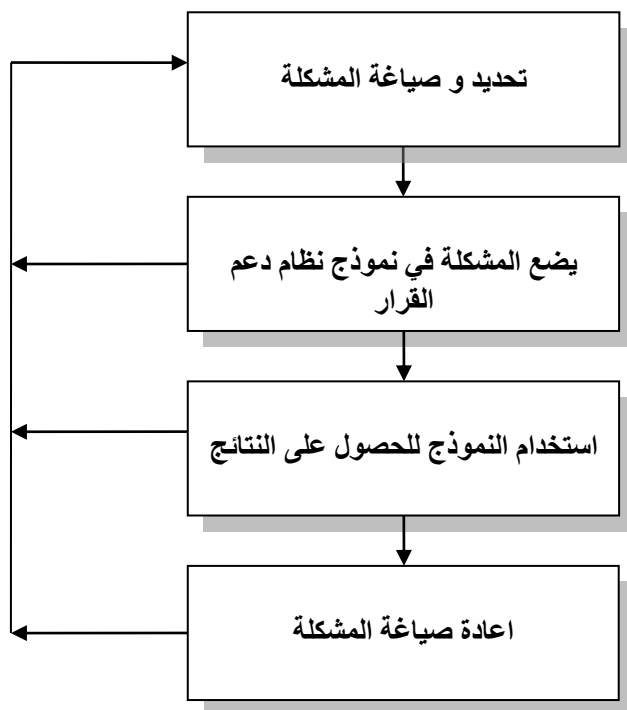 تحديد و صياغة المشكلة
يضع المشكلة في نموذج نظام دعم
القرار
استخدام النموذج للحصول على النتائج
اعادة صياغة المشكلة